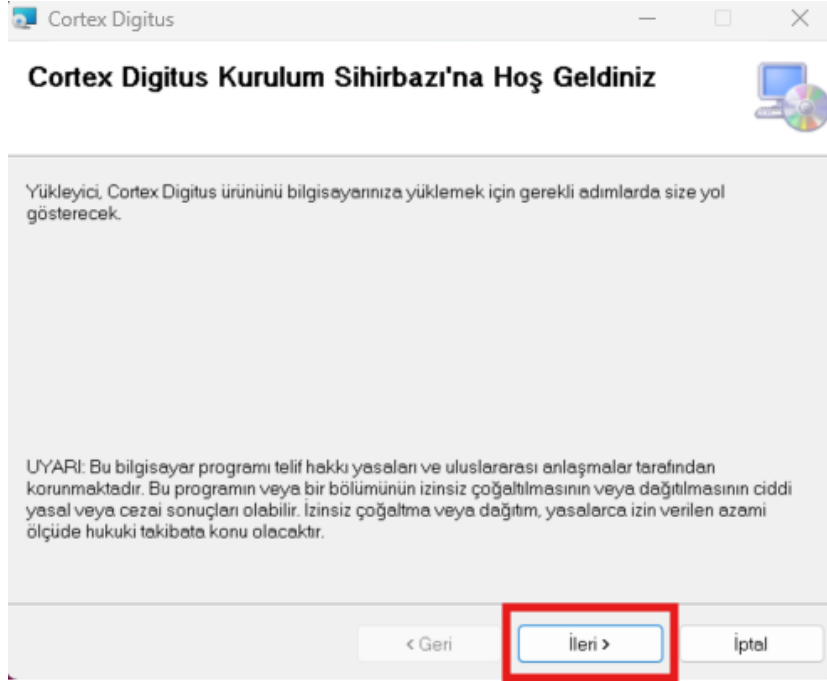 Cortex Digitus
Cortex Digitus Kurulum Sihirbazı'na Hoş Geldiniz
Yükleyici, Cortex Digitus ürününü bilgisayarınıza yüklemek için gerekli adımlarda size yol
gösterecek.
UYARI: Bu bilgisayar programı telif hakkı yasaları ve uluslararası anlaşmalar tarafından
korunmaktadır. Bu programın veya bir bölümünün izinsiz çoğaltılmasının veya dağıtılmasının ciddi
yasal veya cezai sonuçları olabilir. İzinsiz çoğaltma veya dağıtım, yasalarca izin verilen azami
ölçüde hukuki takibata konu olacaktır.
< Geri İleri > İptal